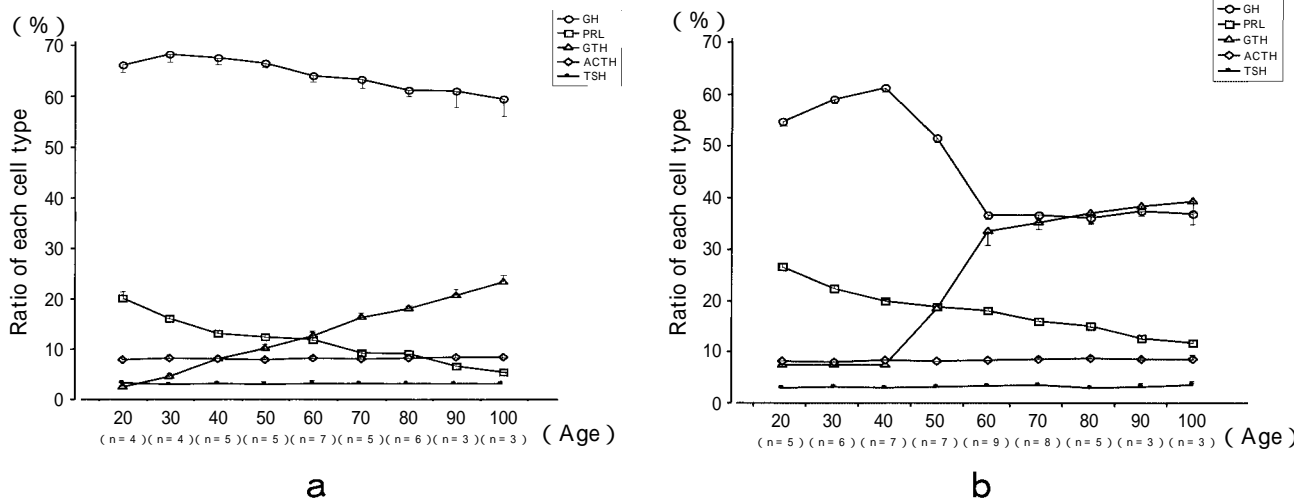 ( % )
GH
PRL
GTH
ACTH
TSH
70
60
50
40
30
20
10
0
Ratio of each cell type
20 30 40 50 60 70 80 90 100 ( Age )
( n = 4 ) ( n = 4 ) ( n = 5 ) ( n = 5 ) ( n = 7 ) ( n = 5 ) ( n = 6 ) ( n = 3 ) ( n = 3 )
a
( % )
GH
PRL
GTH
ACTH
TSH
70
60
50
40
30
20
10
0
Ratio of each cell type
20 30 40 50 60 70 80 90 100
( n = 5 ) ( n = 6 ) ( n = 7 ) ( n = 7 ) ( n = 9 ) ( n = 8 ) ( n = 5 ) ( n = 3 ) ( n = 3 ) ( Age )
b